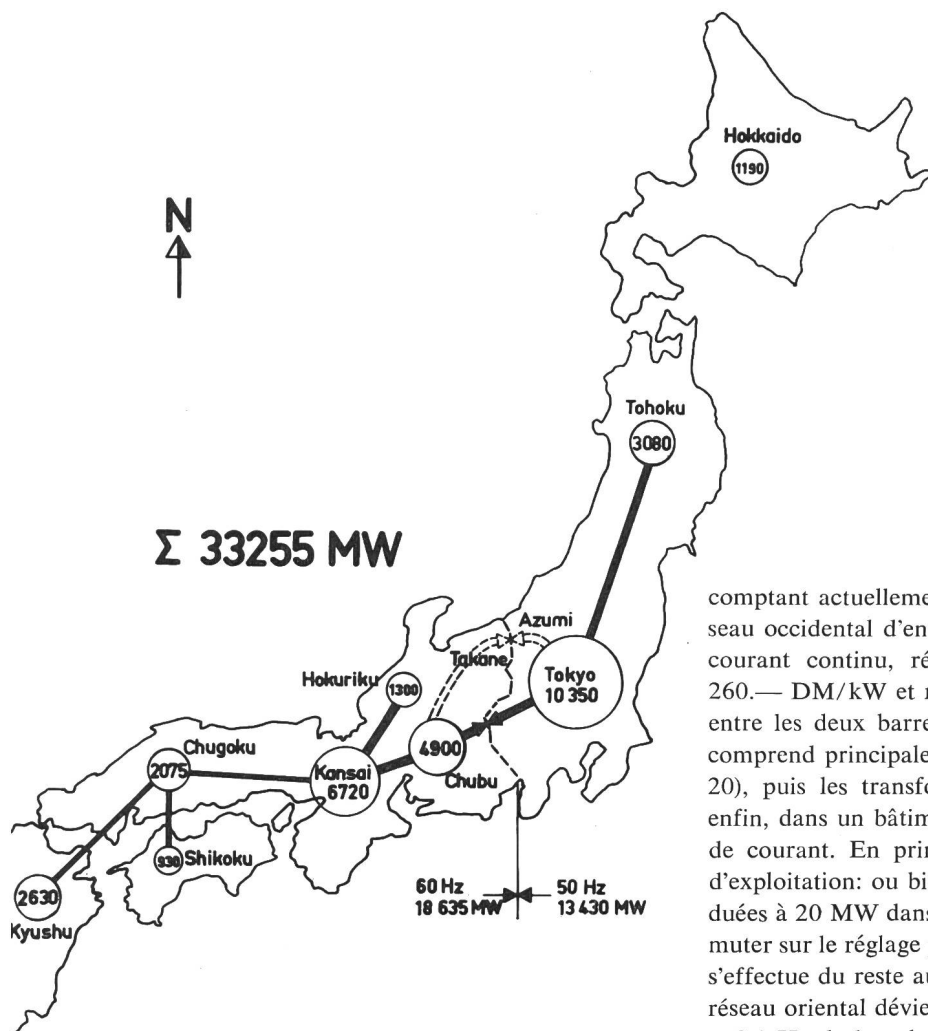 Hokkaido
1190
N
Tohoku
3080
Σ 33255 MW
Azumi
Takane
Tokyo
10 350
Hokuriku
1300
4900
Chubu
Chugoku
2075
Kansai
6720
930 Shikoku
2630
Kyushu
60 Hz
18 635 MW
50 Hz
13 430 MW
comptant actuellement
seau occidental d'en
courant continu, ré
260.— DM/kW et
entre les deux barre
comprend principale
20), puis les transfo
enfin, dans un bâtim
de courant. En prin
d'exploitation: ou bi
duées à 20 MW dans
muter sur le réglage
s'effectue du reste au
réseau oriental dévie